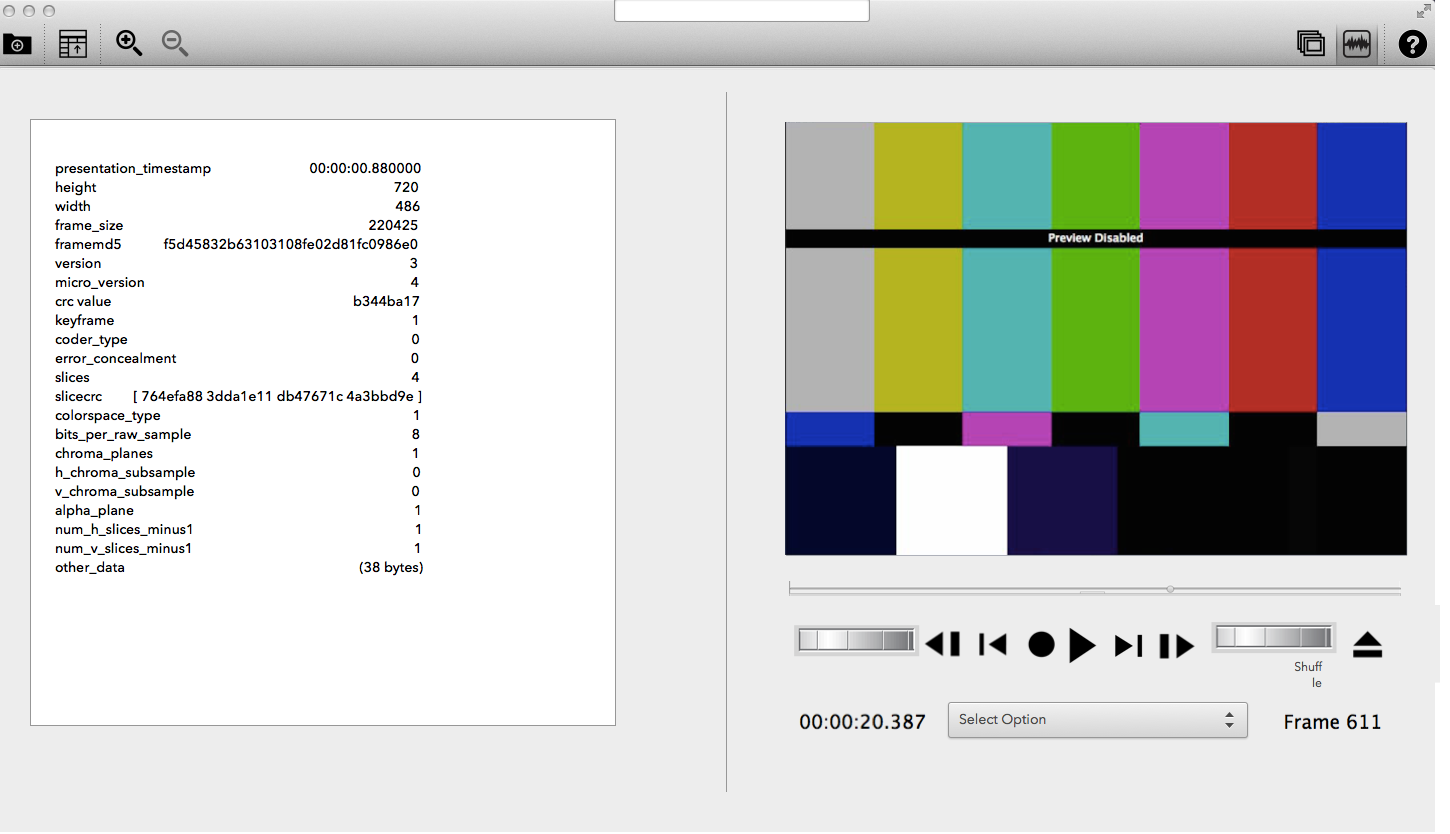 presentation_timestamp 00:00:00.880000
height 720
width 486
frame_size 220425
framemd5 f5d45832b63103108fe02d81fc0986e0
version 3
micro_version 4
crc value b344ba17
keyframe 1
coder_type 0
error_concealment 0
slices 4
slicecrc [ 764efa88 3dda1e11 db47671c 4a3bbd9e ]
colorspace_type 1
bits_per_raw_sample 8
chroma_planes 1
h_chroma_subsample 0
v_chroma_subsample 0
alpha_plane 1
num_h_slices_minus1 1
num_v_slices_minus1 1
other_data (38 bytes)
Preview Disabled
Shuff
le
00:00:20.387 Select Option Frame 611